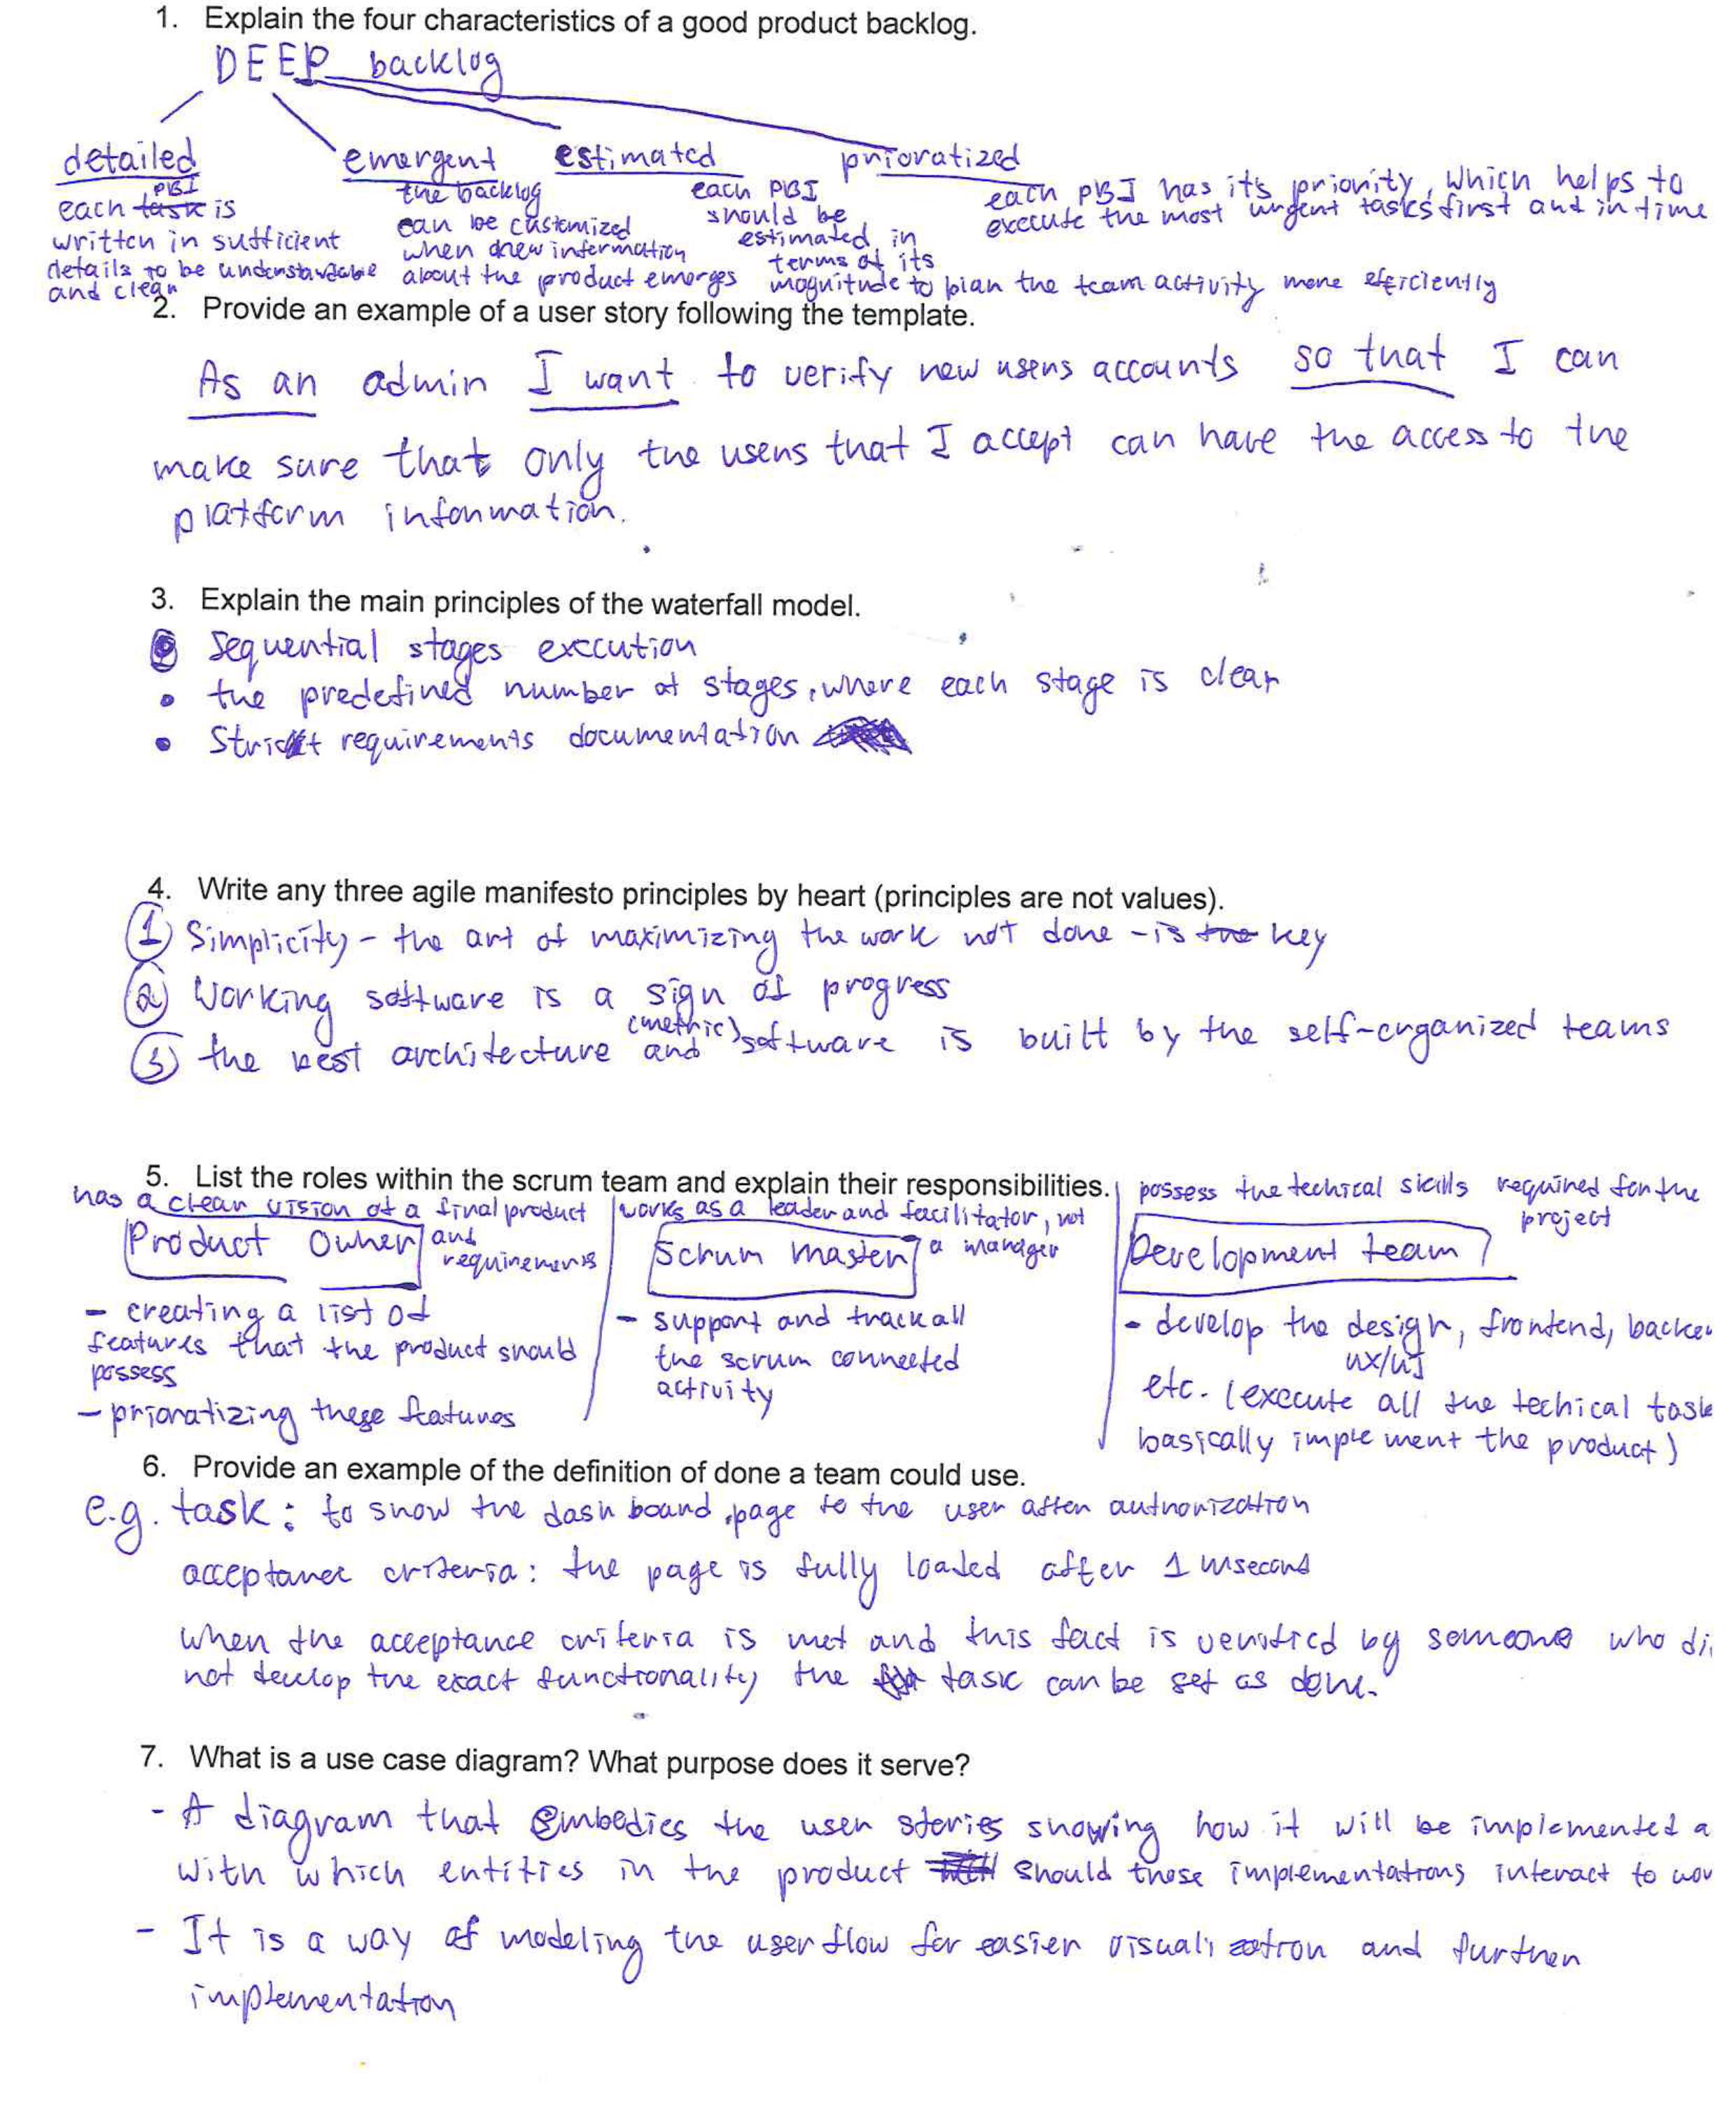 1. Explain the four characteristics of a good product backlog.
DEEP backlog
detailed
each PBI is
written in sufficient
details to be understandable
and clear
emergent
the backlog
can be customized
when new information
about the product emerges
estimated
each PBI
should be
estimated in
terms of its
magnitude to plan the team activity more efficiently
prioratized
each PBI has it's priority, which helps to
execute the most urgent tasks first and in time
2. Provide an example of a user story following the template.
As an admin I want to verify new users accounts so that I can
make sure that only the users that I accept can have the access to the
platform information.
3. Explain the main principles of the waterfall model.
• Sequential stages execution
• the predefined number of stages, where each stage is clear
• Strict requirements documentation
4. Write any three agile manifesto principles by heart (principles are not values).
1 Simplicity - the art of maximizing the work not done - is key
2 Working software is a sign of progress
(metric)
3 the best architecture and software is built by the self-organized teams
5. List the roles within the scrum team and explain their responsibilities.
has a clear vision of a final product
Product Owner and
requirements
- creating a list of
features that the product should
possess
- prioratizing these features
works as a leader and facilitator, not
Scrum master a manager
- support and track all
the scrum connected
activity
possess the techical skills required for the
project
Development team
- develop the design, frontend, backe
ux/uI
etc. (execute all the techical task
basically implement the product)
6. Provide an example of the definition of done a team could use.
e.g. task: to show the dashboard page to the user after authorization
acceptance criteria: the page is fully loaded after 1 msecond
when the acceptance criteria is met and this fact is verified by someone who di
not develop the exact functionality the task can be set as done.
7. What is a use case diagram? What purpose does it serve?
- A diagram that embodies the user stories showing how it will be implemented a
with which entities in the product should those implementations interact to wor
- It is a way of modeling the user flow for easier visualization and further
implementation